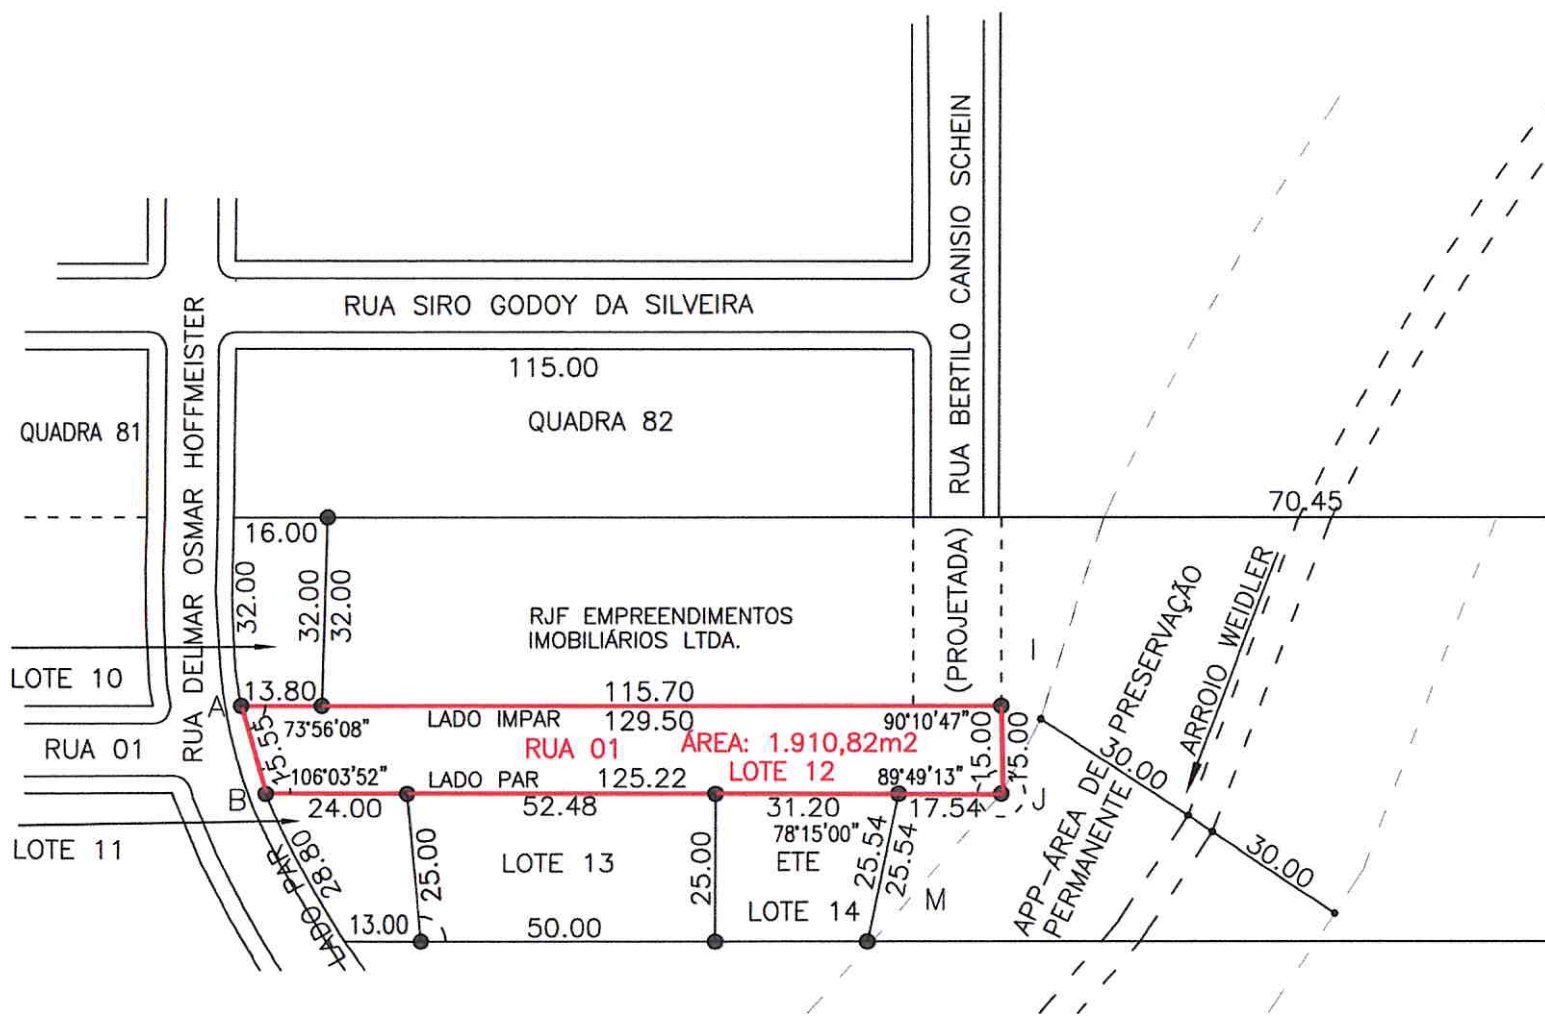 RUA BERTILO CANISIO SCHEIN
(PROJETADA)
RUA SIRO GODOY DA SILVEIRA
RUA DELMAR OSMAR HOFFMEISTER
115.00
QUADRA 81
QUADRA 82
70.45
16.00
32.00
32.00
32.00
RJF EMPREENDIMENTOS
IMOBILIÁRIOS LTDA.
I
LOTE 10
A
13.80
115.70
73°56'08"
LADO IMPAR
129.50
90°10'47"
15.55
RUA 01
RUA 01
ÁREA: 1.910,82m2
LOTE 12
15.00
15.00
106°03'52"
LADO PAR
125.22
89°49'13"
B
24.00
52.48
31.20
17.54
J
LOTE 11
28.80
LADO PAR
25.00
LOTE 13
25.00
78°15'00"
ETE
LOTE 14
25.54
25.54
M
13.00
50.00
APP-ÁREA DE PRESERVAÇÃO
PERMANENTE
ARROIO WEIDLER
30.00
30.00